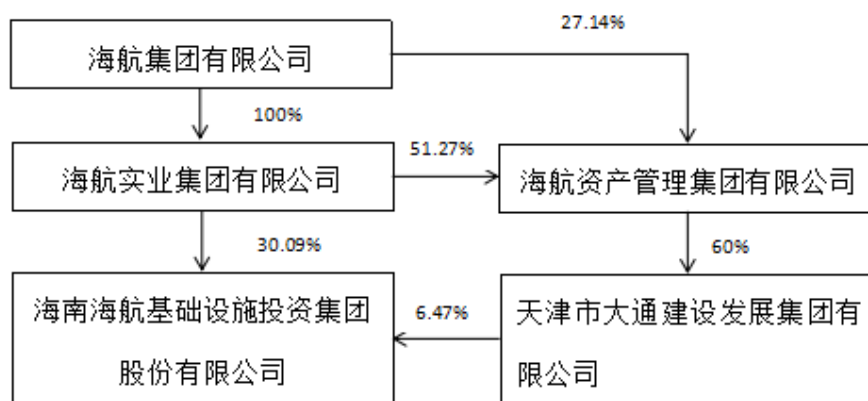 27.14%
海航集团有限公司
100%
51.27%
海航实业集团有限公司
海航资产管理集团有限公司
30.09%
60%
海南海航基础设施投资集团
股份有限公司
6.47%
天津市大通建设发展集团有
限公司